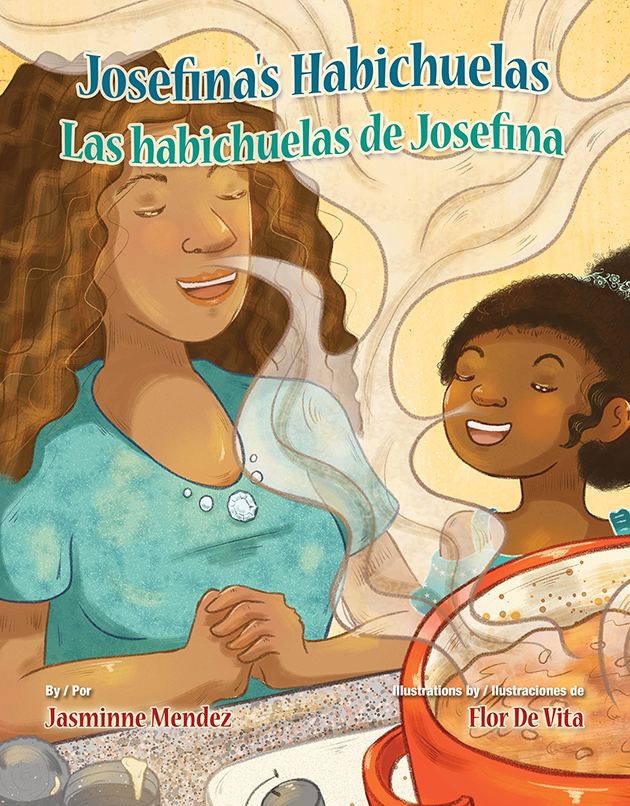 Josefina's Habichuelas
Las habichuelas de Josefina
By / Por
Jasminne Mendez
Illustrations by / Ilustraciones de
Flor De Vita